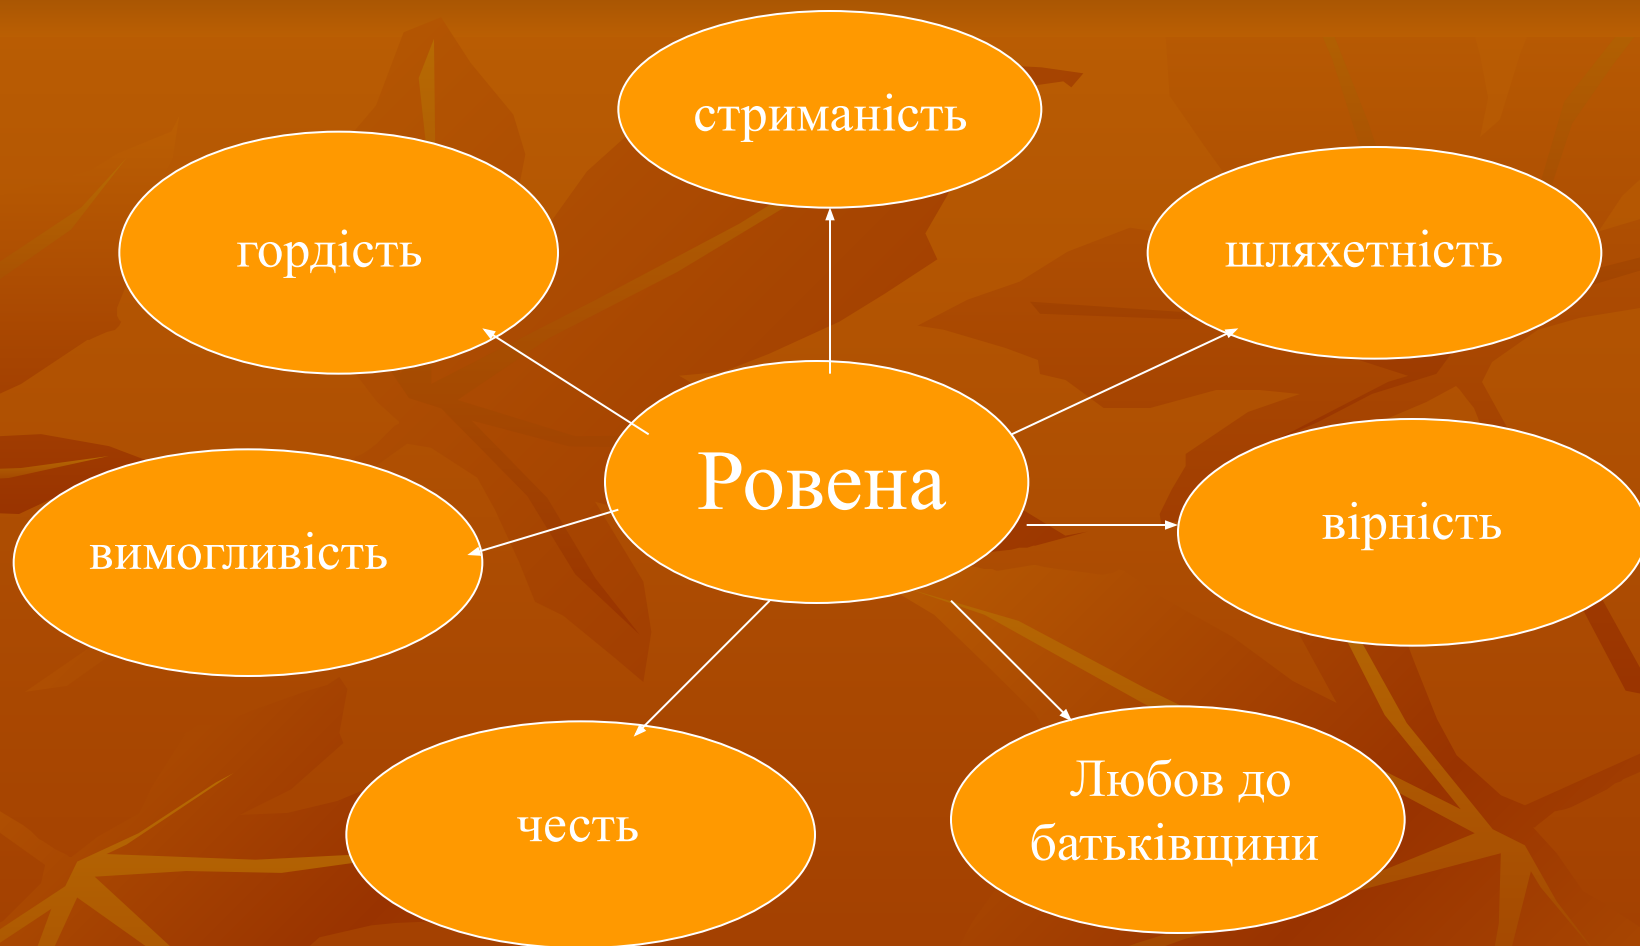 стриманість
гордість
шляхетність
Ровена
вимогливість
вірність
честь
Любов до
батьківщини